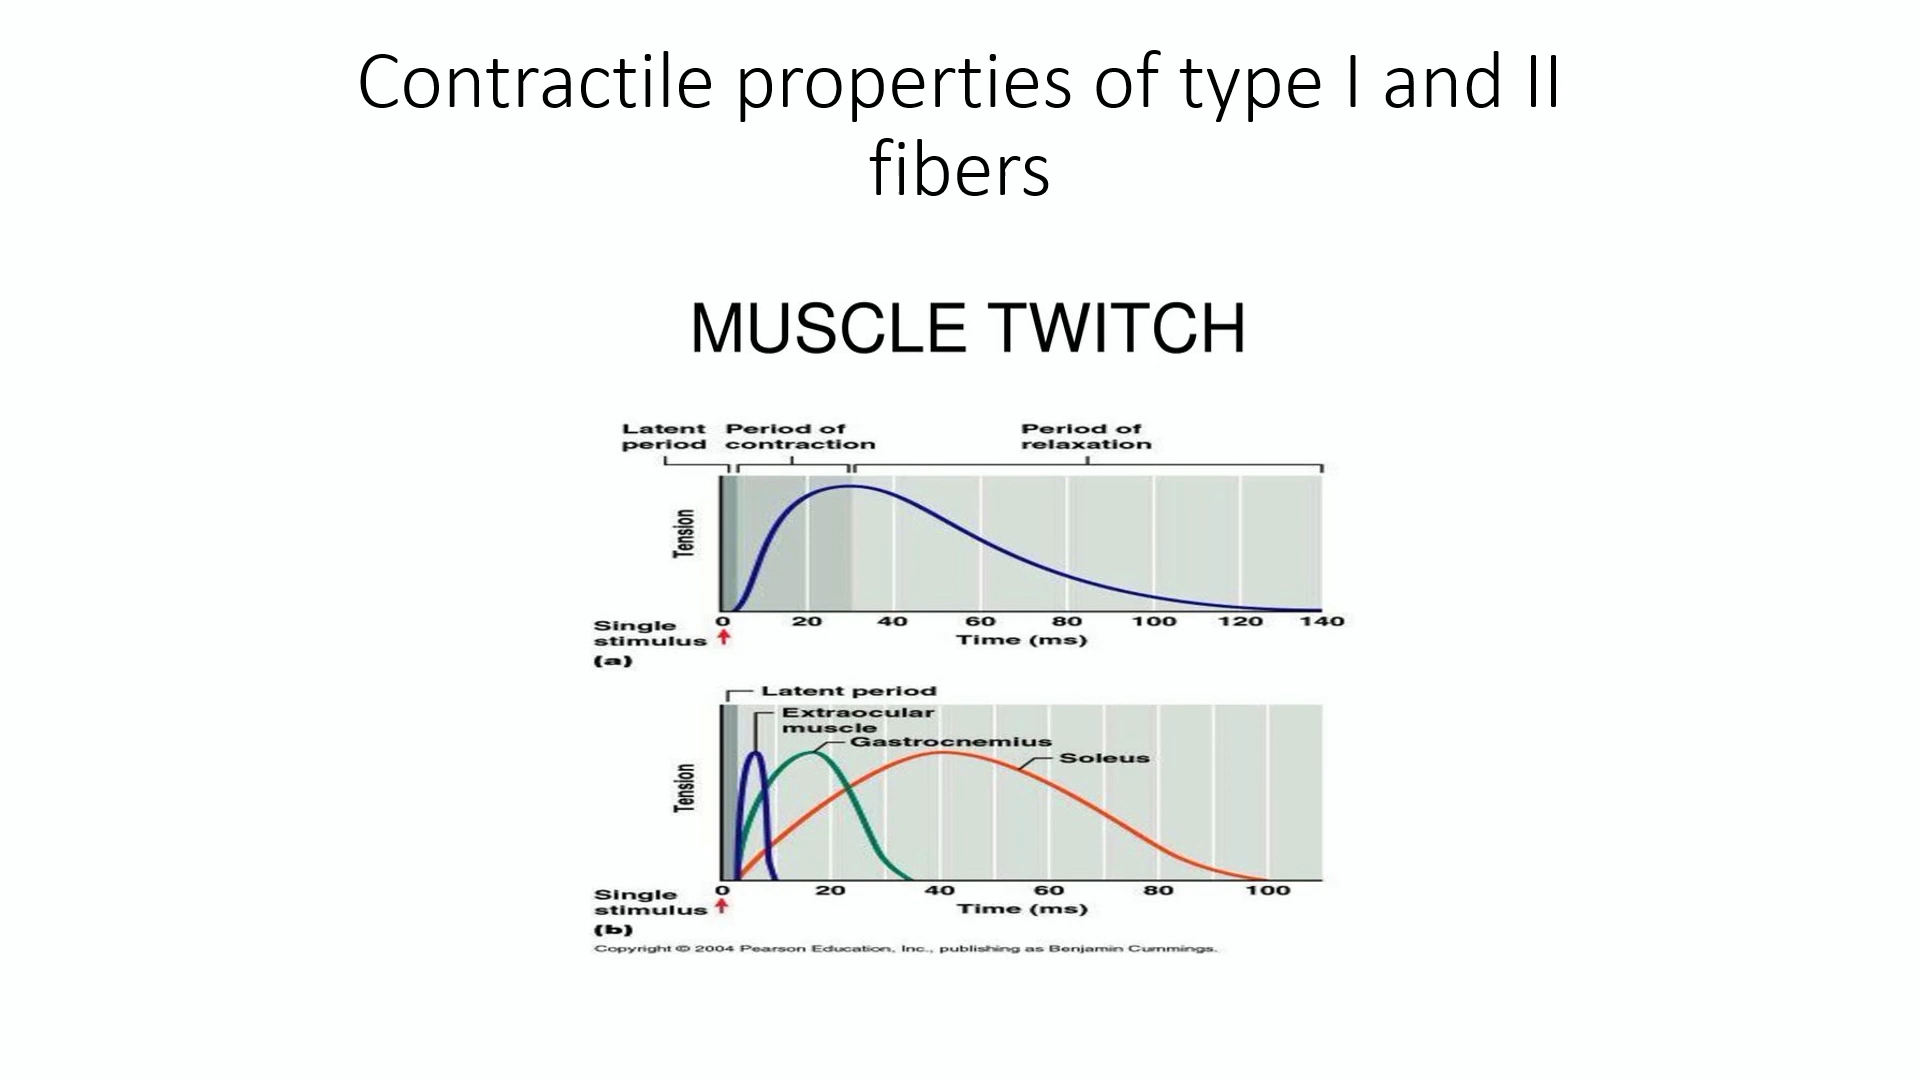 Contractile properties of type I and II
fibers
MUSCLE TWITCH
Latent period
Period of contraction
Period of relaxation
Tension
0 20 40 60 80 100 120 140
Time (ms)
Single stimulus
(a)
Latent period
Extraocular muscle
Gastrocnemius
Soleus
Tension
0 20 40 60 80 100
Time (ms)
Single stimulus
(b)
Copyright © 2004 Pearson Education, Inc., publishing as Benjamin Cummings.